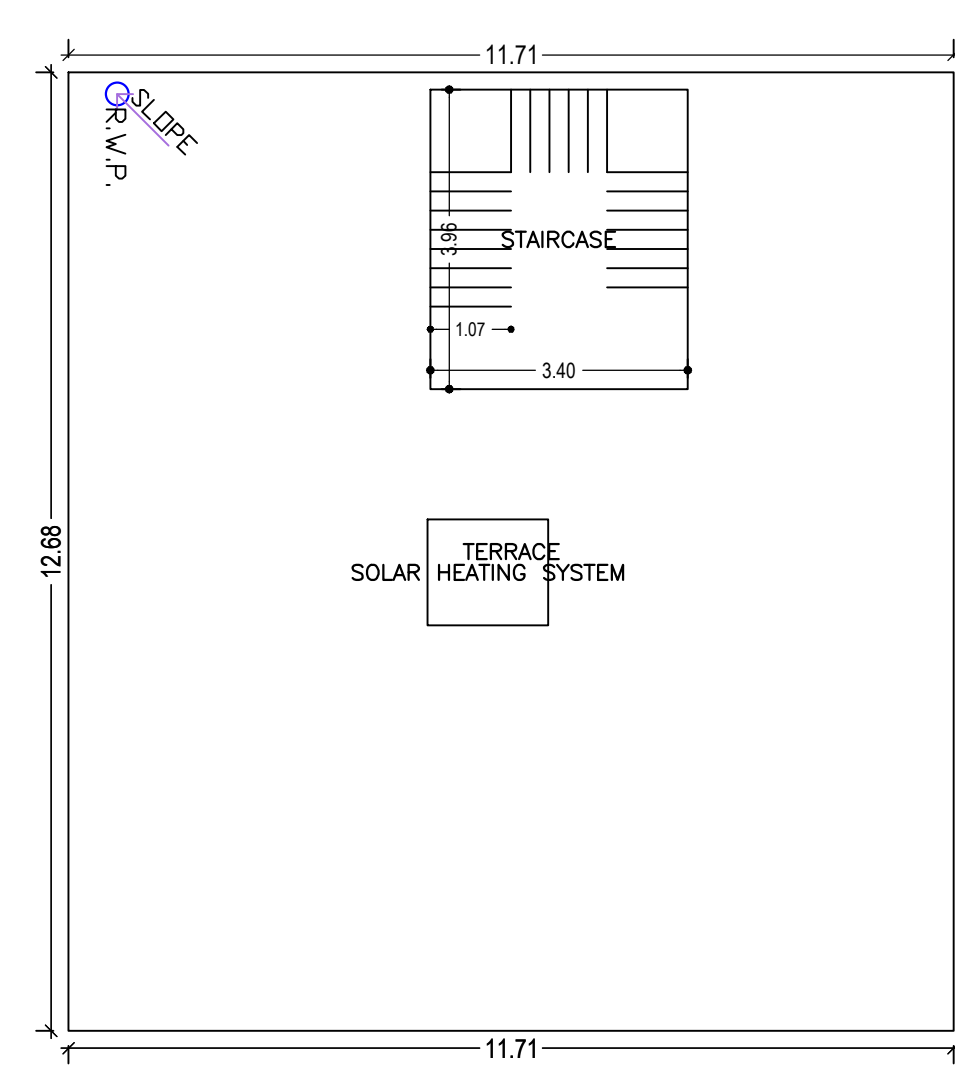 11.71
SLOPE
R.W.P.
3.96
STAIRCASE
1.07
3.40
12.68
TERRACE
SOLAR HEATING SYSTEM
11.71